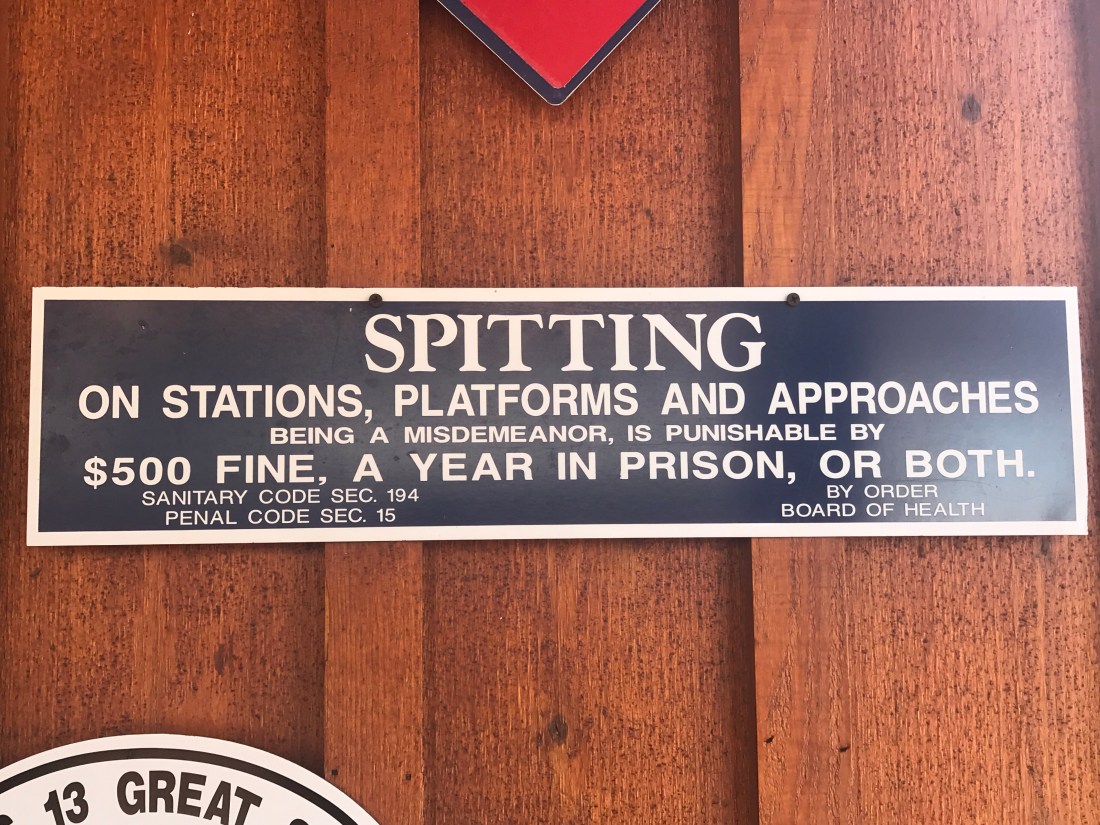 SPITTING
ON STATIONS, PLATFORMS AND APPROACHES
BEING A MISDEMEANOR, IS PUNISHABLE BY
$500 FINE, A YEAR IN PRISON, OR BOTH.
SANITARY CODE SEC. 194
PENAL CODE SEC. 15
BY ORDER
BOARD OF HEALTH
13 GREAT